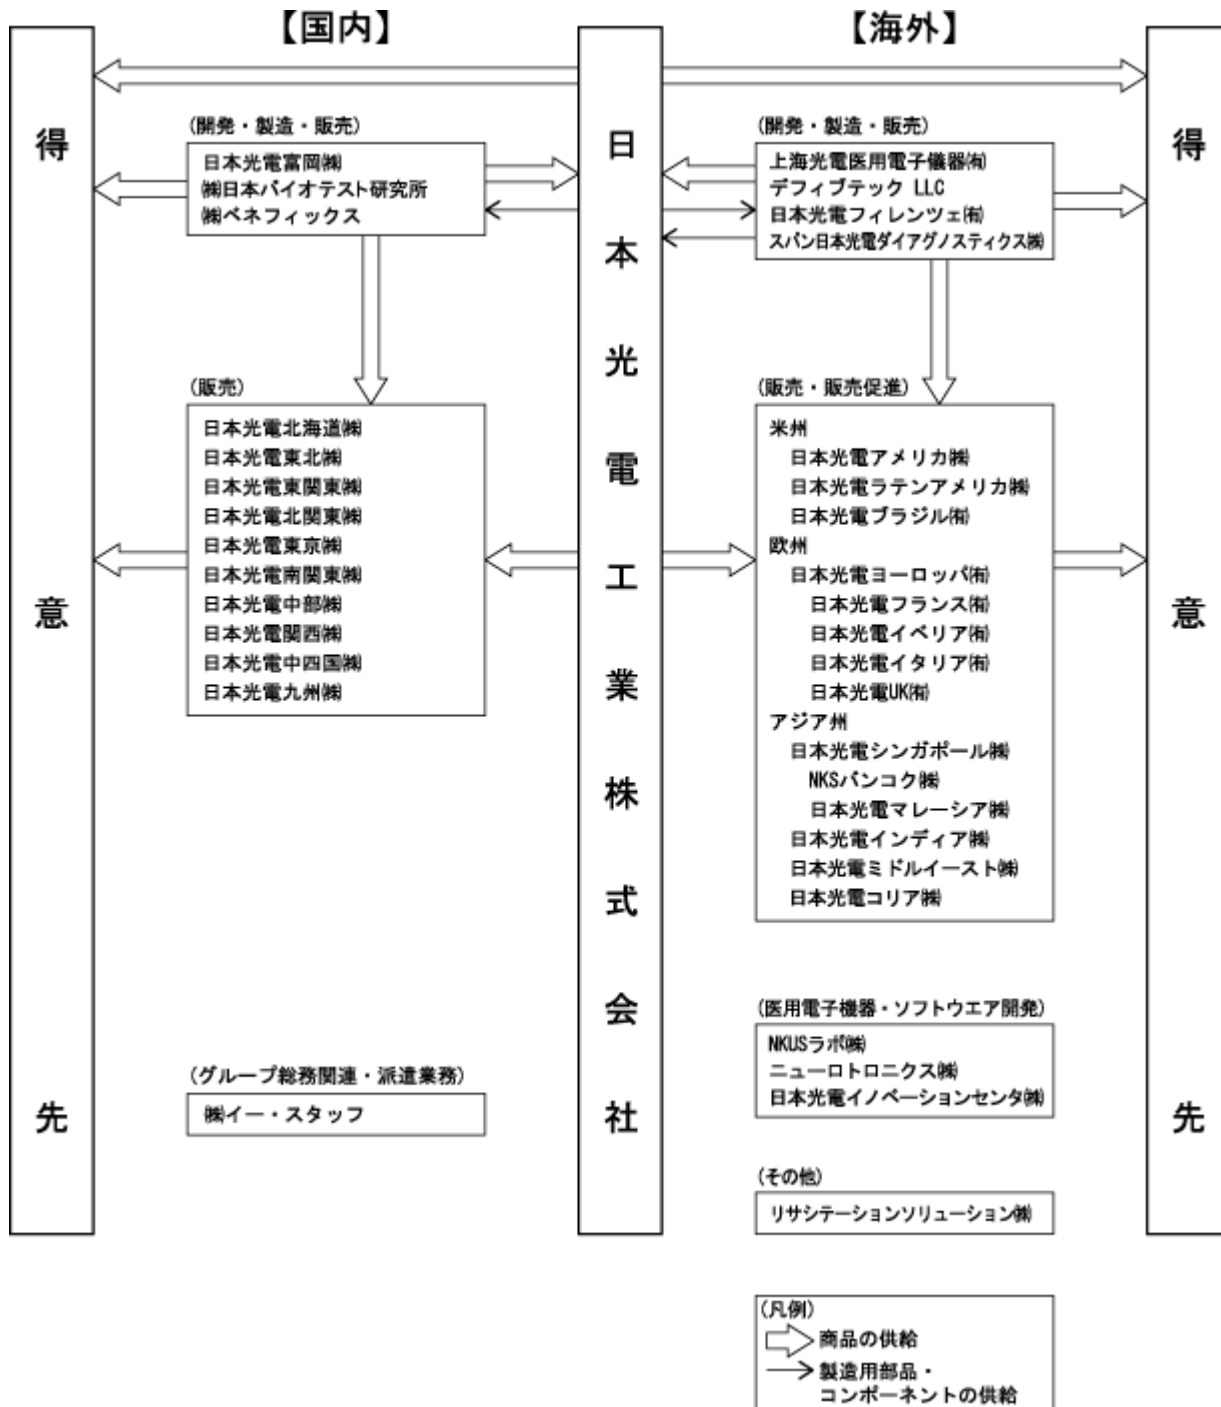 【国内】
【海外】
得意先
日本光電工業株式会社
得意先
(開発・製造・販売)
日本光電富岡㈱
㈱日本バイオテスト研究所
㈱ベネフィックス
(販売)
日本光電北海道㈱
日本光電東北㈱
日本光電東関東㈱
日本光電北関東㈱
日本光電東京㈱
日本光電南関東㈱
日本光電中部㈱
日本光電関西㈱
日本光電中四国㈱
日本光電九州㈱
(グループ総務関連・派遣業務)
㈱イー・スタッフ
(開発・製造・販売)
上海光電医用電子儀器㈲
デフィブテック LLC
日本光電フィレンツェ㈲
スパン日本光電ダイアグノスティクス㈱
(販売・販売促進)
米州
日本光電アメリカ㈱
日本光電ラテンアメリカ㈱
日本光電ブラジル㈲
欧州
日本光電ヨーロッパ㈲
日本光電フランス㈲
日本光電イベリア㈲
日本光電イタリア㈲
日本光電UK㈲
アジア州
日本光電シンガポール㈱
NKSバンコク㈱
日本光電マレーシア㈱
日本光電インディア㈱
日本光電ミドルイースト㈱
日本光電コリア㈱
(医用電子機器・ソフトウエア開発)
NKUSラボ㈱
ニューロトロニクス㈱
日本光電イノベーションセンタ㈱
(その他)
リサシテーションソリューション㈱
(凡例)
商品の供給
製造用部品・
コンポーネントの供給